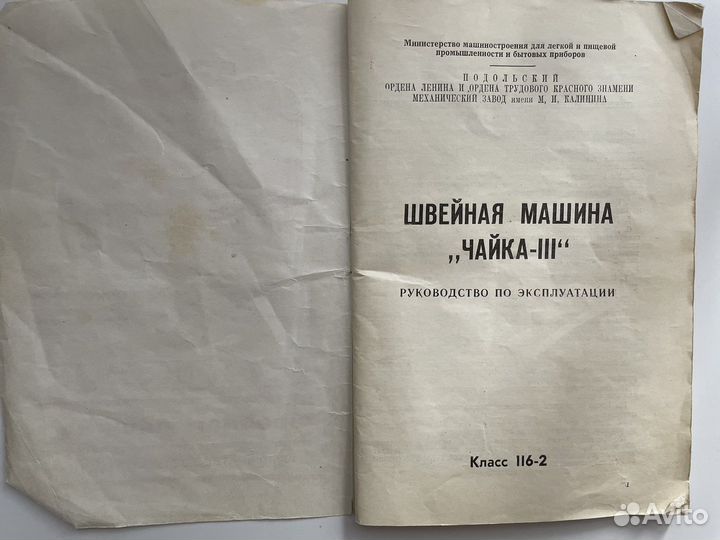 Министерство машиностроения для легкой и пищевой
промышленности и бытовых приборов
ПОДОЛЬСКИЙ
ОРДЕНА ЛЕНИНА И ОРДЕНА ТРУДОВОГО КРАСНОГО ЗНАМЕНИ
МЕХАНИЧЕСКИЙ ЗАВОД имени М. И. КАЛИНИНА
ШВЕЙНАЯ МАШИНА
„ЧАЙКА-III“
РУКОВОДСТВО ПО ЭКСПЛУАТАЦИИ
Класс 116-2
1
Avito